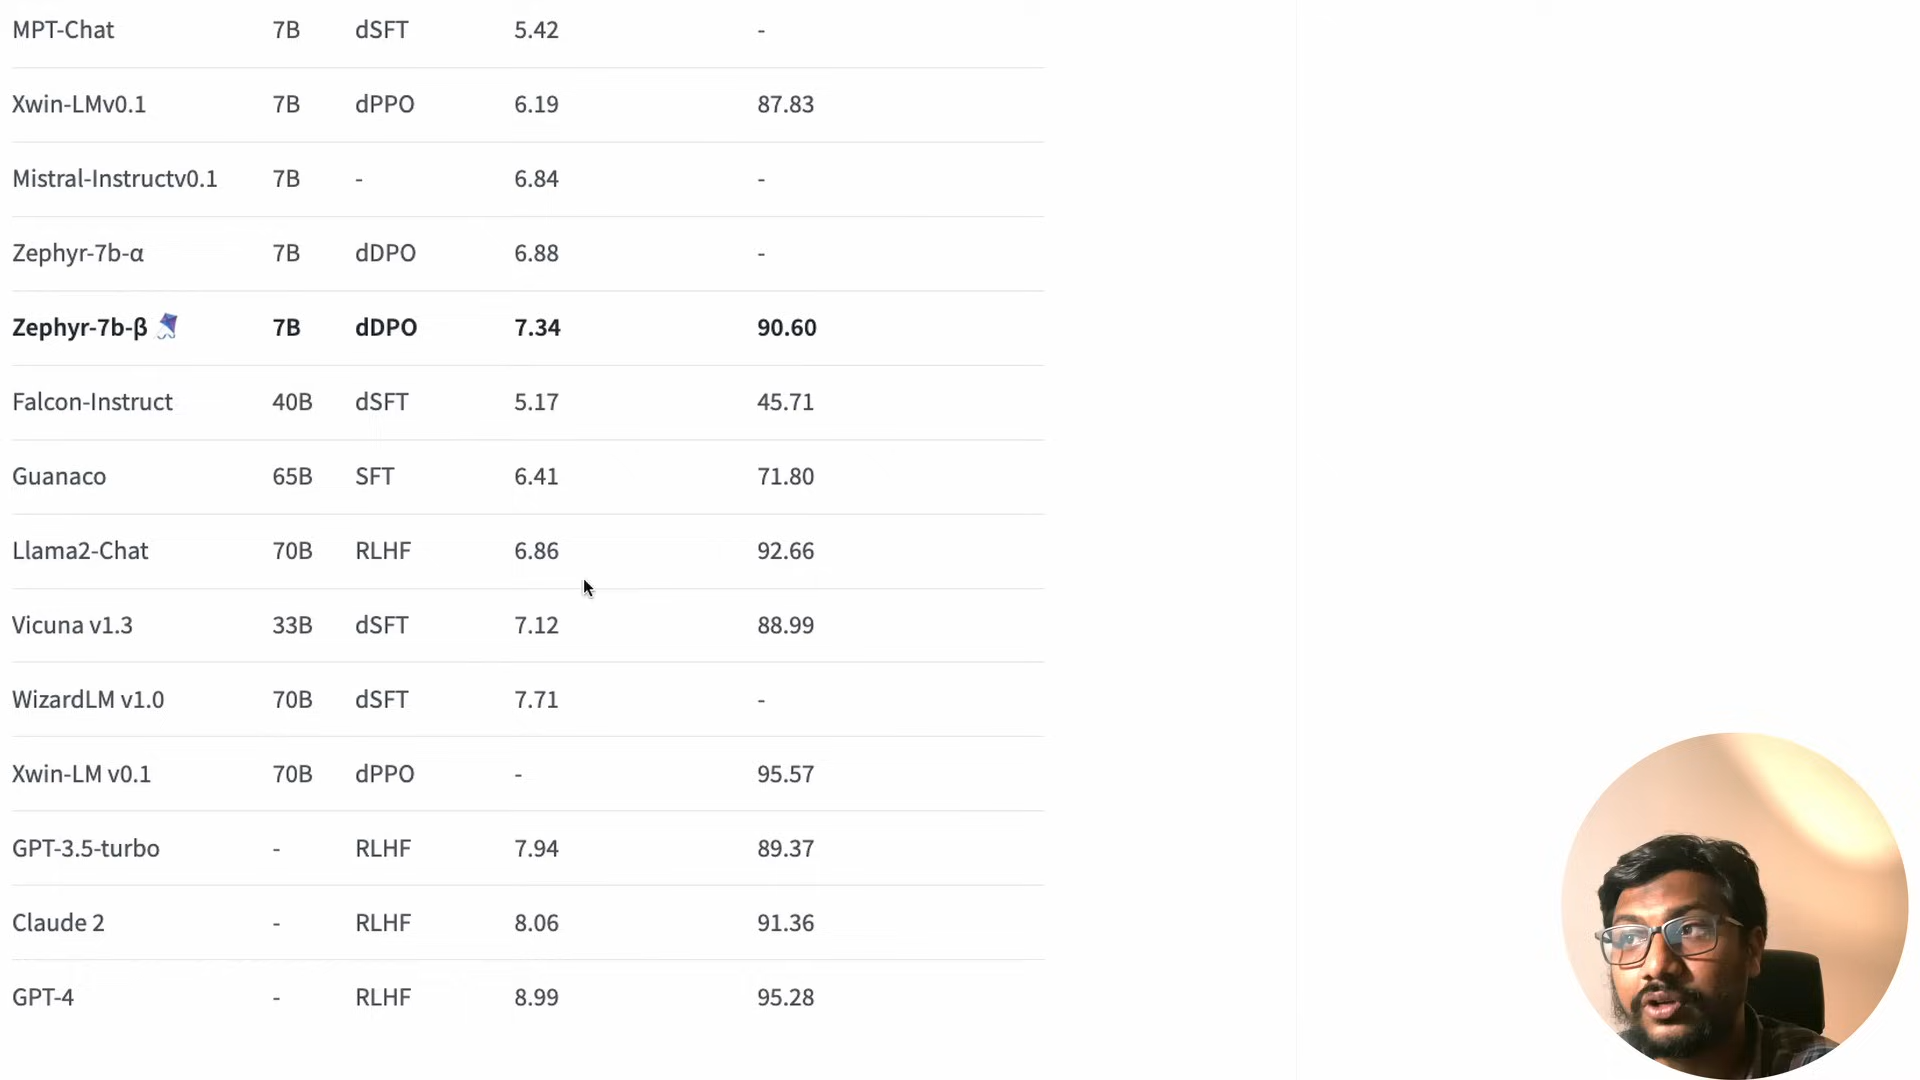 MPT-Chat 7B dSFT 5.42 -
Xwin-LMv0.1 7B dPPO 6.19 87.83
Mistral-Instructv0.1 7B - 6.84 -
Zephyr-7b-α 7B dDPO 6.88 -
Zephyr-7b-β 🪁 7B dDPO 7.34 90.60
Falcon-Instruct 40B dSFT 5.17 45.71
Guanaco 65B SFT 6.41 71.80
Llama2-Chat 70B RLHF 6.86 92.66
Vicuna v1.3 33B dSFT 7.12 88.99
WizardLM v1.0 70B dSFT 7.71 -
Xwin-LM v0.1 70B dPPO - 95.57
GPT-3.5-turbo - RLHF 7.94 89.37
Claude 2 - RLHF 8.06 91.36
GPT-4 - RLHF 8.99 95.28